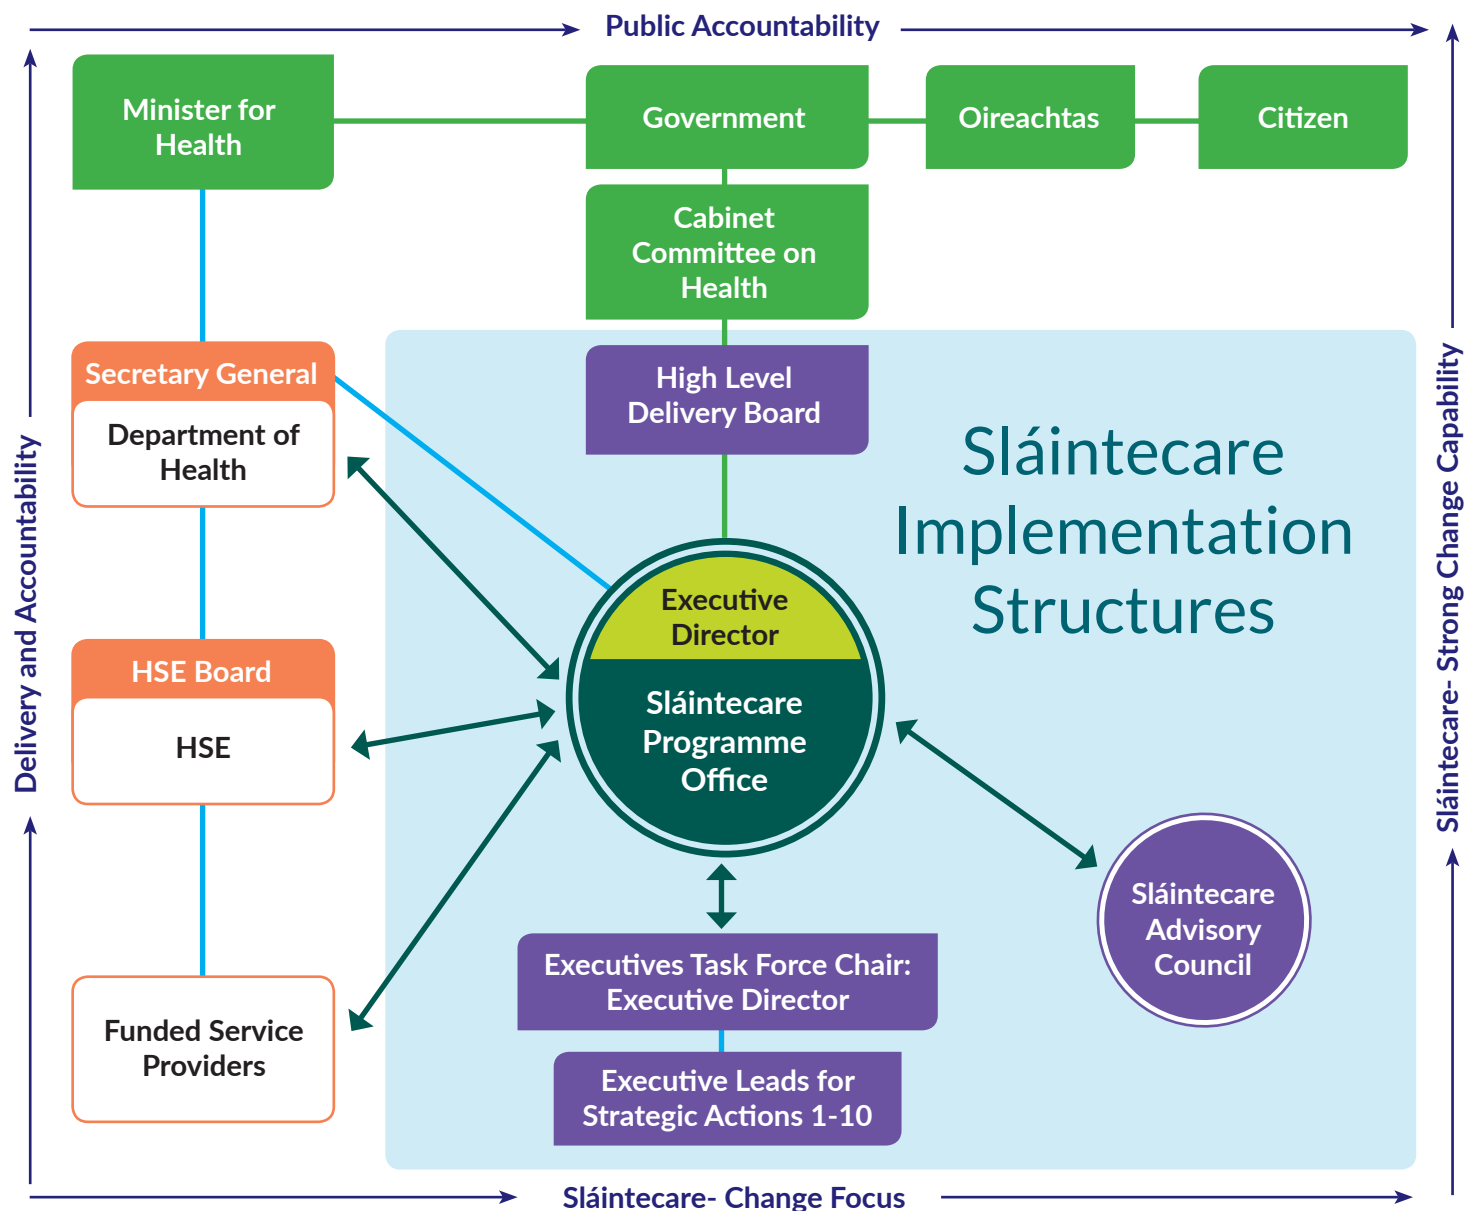 Public Accountability
Minister for
Health
Government
Oireachtas
Citizen
Cabinet
Committee on
Health
Secretary General
Department of
Health
High Level
Delivery Board
Sláintecare
Implementation
Structures
Executive
Director
Sláintecare
Programme
Office
HSE Board
HSE
Sláintecare
Advisory
Council
Executives Task Force Chair:
Executive Director
Funded Service
Providers
Executive Leads for
Strategic Actions 1-10
Delivery and Accountability
Sláintecare- Strong Change Capability
Sláintecare- Change Focus